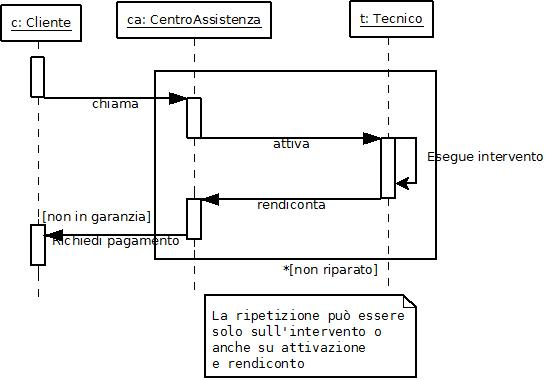 c: Cliente
ca: CentroAssistenza
t: Tecnico
chiama
attiva
Esegue intervento
rendiconta
[non in garanzia]
Richiedi pagamento
*[non riparato]
La ripetizione può essere
solo sull'intervento o
anche su attivazione
e rendiconto